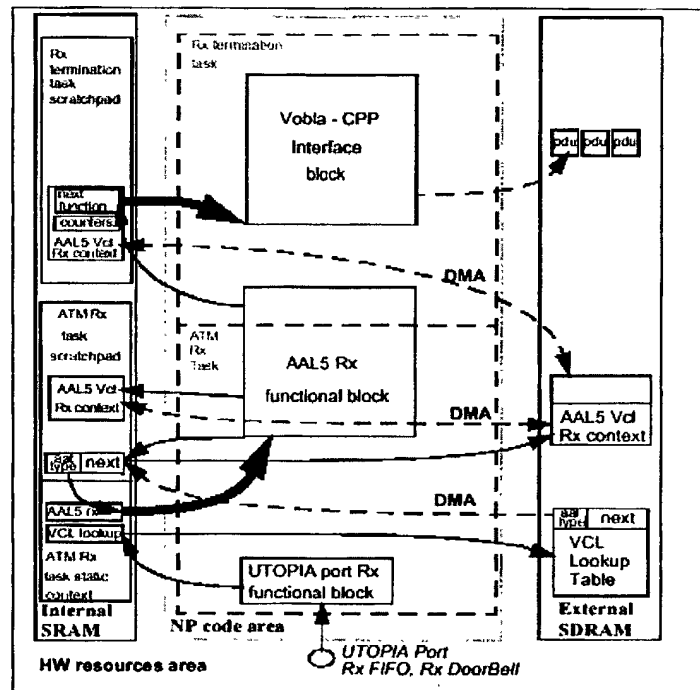 Rx
termination
task
scratchpad
next
function
counters
AAL5 Vcl
Rx context
ATM Rx
task
scratchpad
AAL5 Vcl
Rx context
aal
type
next
AAL5 rx
VCL lookup
ATM Rx
task static
context
Internal
SRAM
Rx termination
task
Vobla - CPP
Interface
block
ATM
Rx
Task
AAL5 Rx
functional block
UTOPIA port Rx
functional block
NP code area
UTOPIA Port
Rx FIFO, Rx DoorBell
DMA
DMA
DMA
pdu pdu pdu
AAL5 Vcl
Rx context
aal
type
next
VCL
Lookup
Table
External
SDRAM
HW resources area